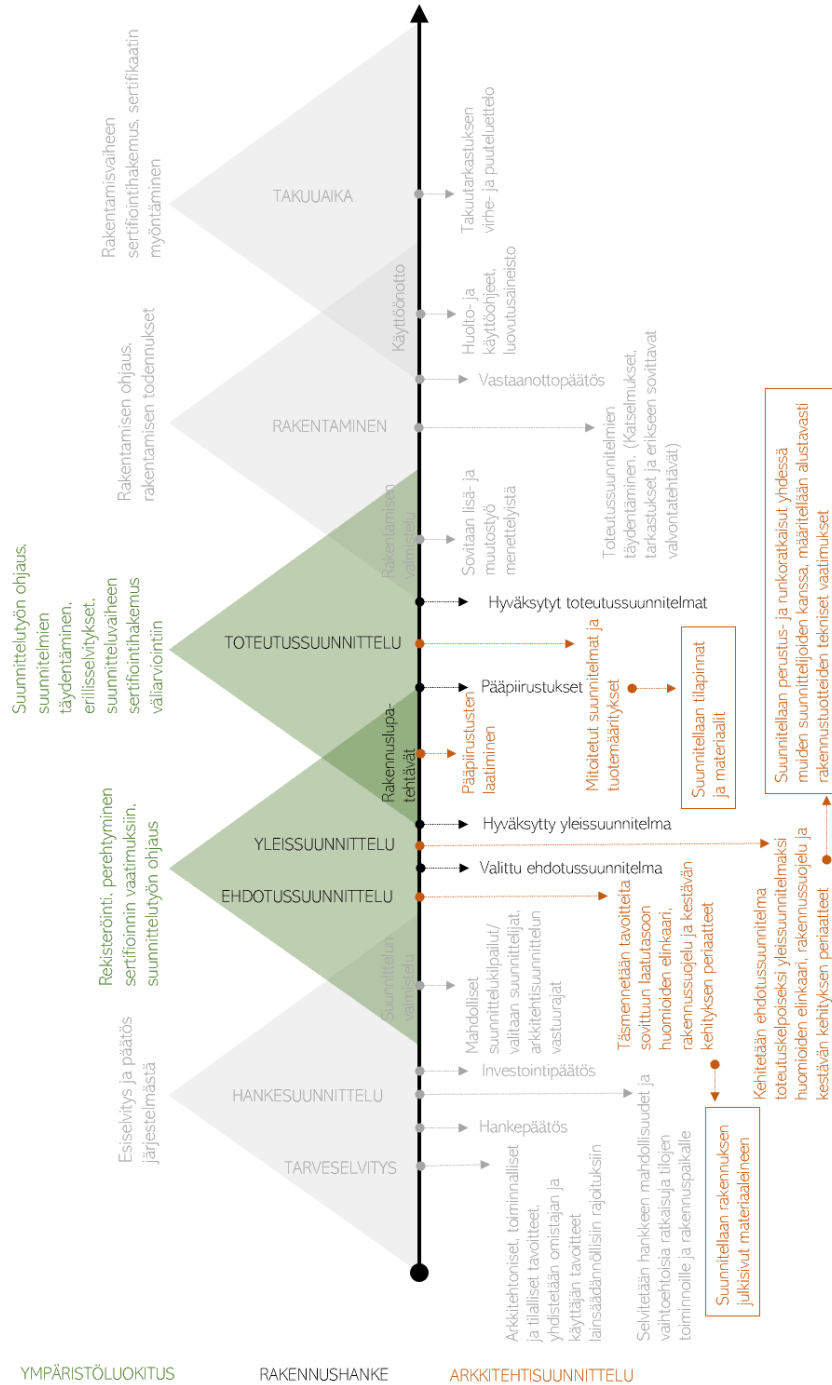 Esiselvitys ja päätös
järjestelmästä
Rekisteröinti, perehtyminen
sertifioinnin vaatimuksiin,
suunnittelutyön ohjaus
Suunnittelutyön ohjaus,
suunnitelmien
täydentäminen,
erillisselvitykset,
suunnitteluvaiheen
sertifiointihakemus
väliarviointiin
Rakentamisen ohjaus,
rakentamisen todennukset
Rakentamisvaiheen
sertifiointihakemus, sertifikaatin
myöntäminen
TARVESELVITYS
HANKESUUNNITTELU
Suunnittelun
valmistelu
EHDOTUSSUUNNITTELU
YLEISSUUNNITTELU
Rakennuslupa-
tehtävät
TOTEUTUSSUUNNITTELU
Rakentamisen
valmistelu
RAKENTAMINEN
Käyttöönotto
TAKUUAIKA
Arkkitehtoniset, toiminnalliset
ja tilalliset tavoitteet,
yhdistetään omistajan ja
käyttäjän tavoitteet
lainsäädännöllisiin rajoituksiin
Hankepäätös
Selvitetään hankkeen mahdollisuudet ja
vaihtoehtoisia ratkaisuja tilojen
toiminnoille ja rakennuspaikalle
Investointipäätös
Mahdolliset
suunnittelukilpailut/
valitaan suunnittelijat,
arkkitehtisuunnittelun
vastuurajat
Täsmennetään tavoitteita
sovittuun laatutasoon
huomioiden elinkaari,
rakennussuojelu ja kestävän
kehityksen periaatteet
Suunnitellaan rakennuksen
julkisivut materiaaleineen
Valittu ehdotussuunnitelma
Kehitetään ehdotussuunnitelma
toteutuskelpoiseksi yleissuunnitelmaksi
huomioiden elinkaari, rakennussuojelu ja
kestävän kehityksen periaatteet
Suunnitellaan perustus- ja runkoratkaisut yhdessä
muiden suunnittelijoiden kanssa, määritellään alustavasti
rakennustuotteiden tekniset vaatimukset
Hyväksytty yleissuunnitelma
Pääpiirustusten
laatiminen
Pääpiirustukset
Mitoitetut suunnitelmat ja
tuotemääritykset
Suunnitellaan tilapinnat
ja materiaalit
Hyväksytyt toteutussuunnitelmat
Sovitaan lisä- ja
muutostyö
menettelyistä
Toteutussuunnitelmien
täydentäminen. (Katselmukset,
tarkastukset ja erikseen sovittavat
valvontatehtävät)
Vastaanottopäätös
Huolto- ja
käyttöohjeet,
luovutusaineisto
Takuutarkastuksen
virhe- ja puuteluettelo
YMPÄRISTÖLUOKITUS
RAKENNUSHANKE
ARKKITEHTISUUNNITTELU